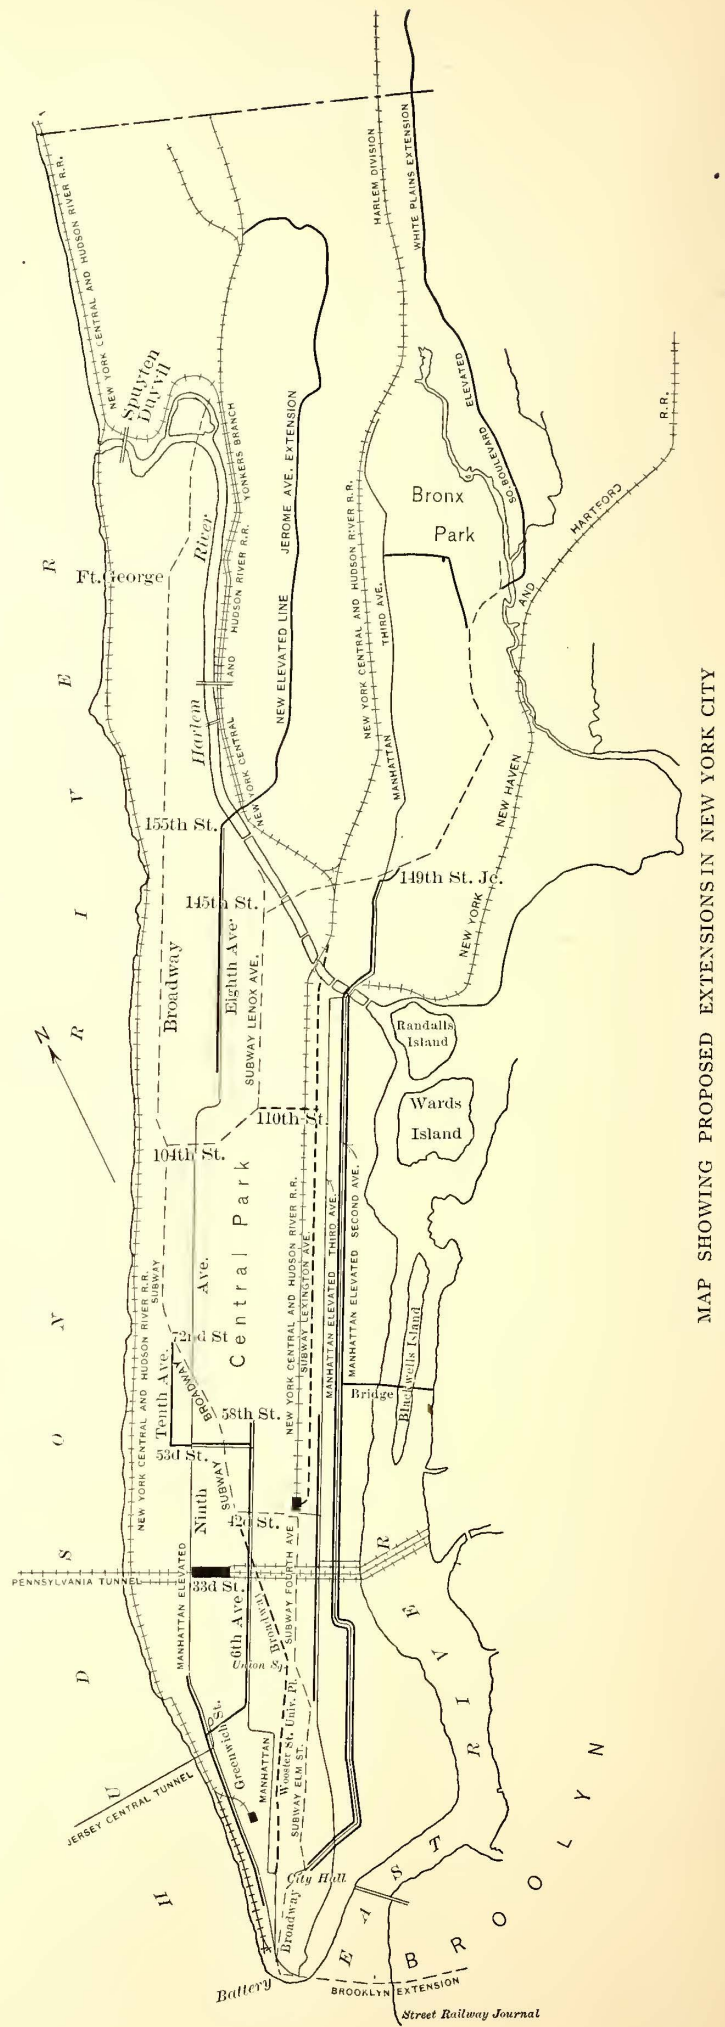 NEW YORK CENTRAL AND HUDSON RIVER R.R.
HARLEM DIVISION
WHITE PLAINS EXTENSION
Spuyten
Duyvil
YONKERS BRANCH
AND HUDSON RIVER R.R.
NEW YORK CENTRAL
JEROME AVE. EXTENSION
NEW ELEVATED LINE
ELEVATED
SO. BOULEVARD
Bronx
Park
R.R.
HARTFORD
AND
NEW HAVEN
NEW YORK
NEW YORK CENTRAL AND HUDSON RIVER R.R.
THIRD AVE.
MANHATTAN
Ft. George
River
Harlem
155th St.
145th St.
149th St. Jc.
Broadway
Eighth Ave.
SUBWAY LENOX AVE.
N
Randalls
Island
Wards
Island
110th St.
104th St.
Central Park
Ave.
Ninth
NEW YORK CENTRAL AND HUDSON RIVER R.R.
SUBWAY
BROADWAY
SUBWAY
72nd St
Tenth Ave.
58th St.
53d St.
42d St.
NEW YORK CENTRAL AND HUDSON RIVER R.R.
SUBWAY LEXINGTON AVE.
MANHATTAN ELEVATED THIRD AVE.
MANHATTAN ELEVATED SECOND AVE.
Blackwells Island
Bridge
PENNSYLVANIA TUNNEL
33d St.
MANHATTAN ELEVATED
6th Ave
Broadway
SUBWAY FOURTH AVE
Union Sq.
Wooster St. Univ. Pl.
SUBWAY ELM ST.
MANHATTAN
Greenwich St.
JERSEY CENTRAL TUNNEL
City Hall
Broadway
Battery
BROOKLYN EXTENSION
HUDSON RIVER
EAST RIVER
BROOKLYN
Street Railway Journal
MAP SHOWING PROPOSED EXTENSIONS IN NEW YORK CITY